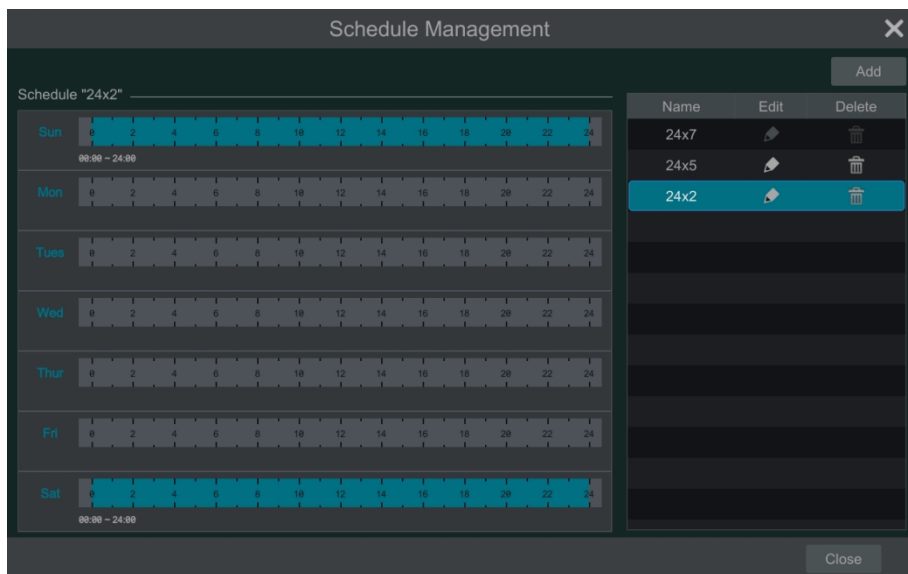 Schedule Management
Add
Schedule "24x2"
Name Edit Delete
24x7
24x5
24x2
Sun 0 2 4 6 8 10 12 14 16 18 20 22 24
00:00 ~ 24:00
Mon 0 2 4 6 8 10 12 14 16 18 20 22 24
Tues 0 2 4 6 8 10 12 14 16 18 20 22 24
Wed 0 2 4 6 8 10 12 14 16 18 20 22 24
Thur 0 2 4 6 8 10 12 14 16 18 20 22 24
Fri 0 2 4 6 8 10 12 14 16 18 20 22 24
Sat 0 2 4 6 8 10 12 14 16 18 20 22 24
00:00 ~ 24:00
Close